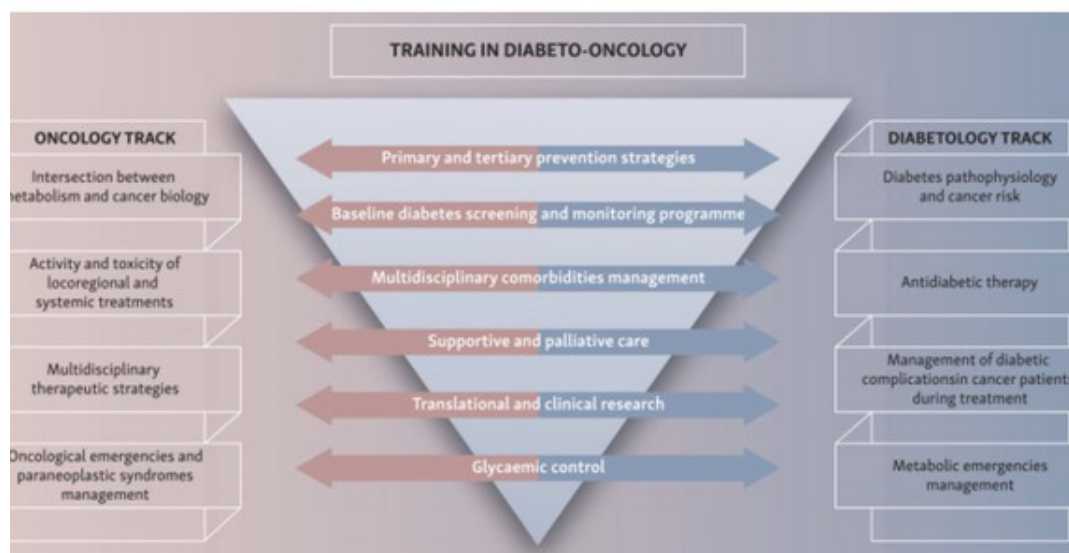 TRAINING IN DIABETO-ONCOLOGY
ONCOLOGY TRACK
Intersection between
etabolism and cancer biology
Activity and toxicity of
locoregional and
systemic treatments
Multidisciplinary
therapeutic strategies
Oncological emergencies and
paraneoplastic syndromes
management
Primary and tertiary prevention strategies
Baseline diabetes screening and monitoring programme
Multidisciplinary comorbidities management
Supportive and palliative care
Translational and clinical research
Glycaemic control
DIABETOLOGY TRACK
Diabetes pathophysiology
and cancer risk
Antidiabetic therapy
Management of diabetic
complicationsin cancer patients
during treatment
Metabolic emergencies
management